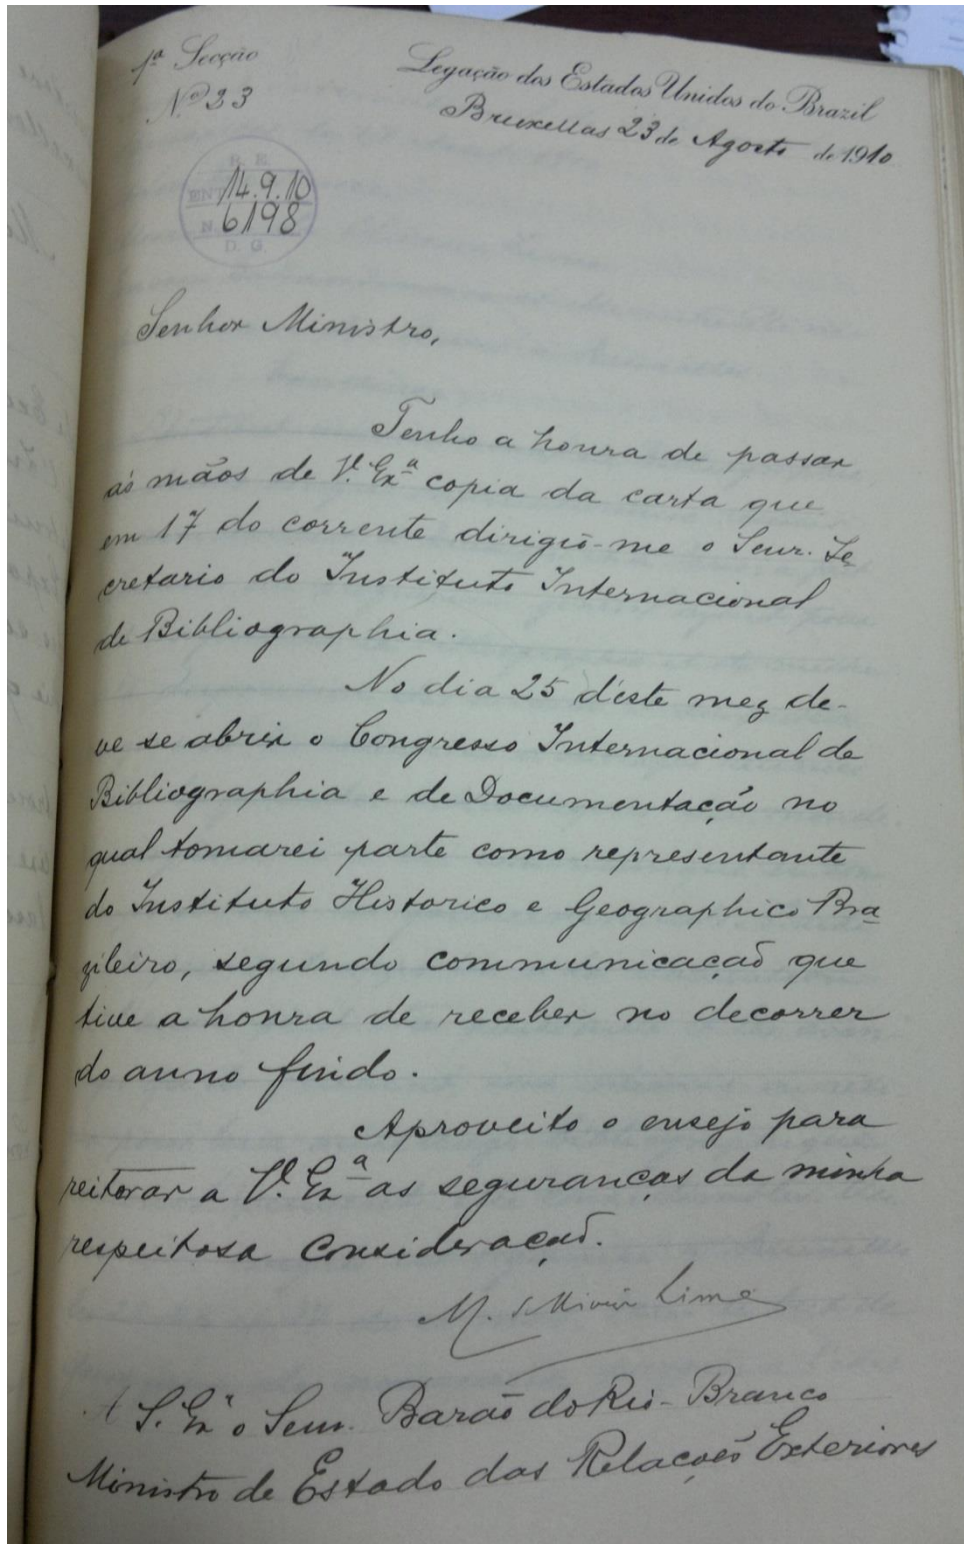 1ª Secção
Nº 33
Legação dos Estados Unidos do Brazil
Bruxellas 23 de Agosto de 1910
R. E.
ENT 14.9.10
N. 6198
D. G.
Senhor Ministro,
Tenho a honra de passar
ás mãos de V. Exª copia da carta que
em 17 do corrente dirigio-me o Senr. Se
cretario do Instituto Internacional
de Bibliographia.
No dia 25 d'este mez de-
ve se abrir o Congresso Internacional de
Bibliographia e de Documentação no
qual tomarei parte como representante
do Instituto Historico e Geographico Bra
zileiro, segundo communicação que
tive a honra de receber no decorrer
do anno findo.
Aproveito o ensejo para
reiterar a V. Exª as seguranças da minha
respeitosa consideração.
M. Lima
A S. Exª o Senr. Barão do Rio-Branco
Ministro de Estado das Relações Exteriores